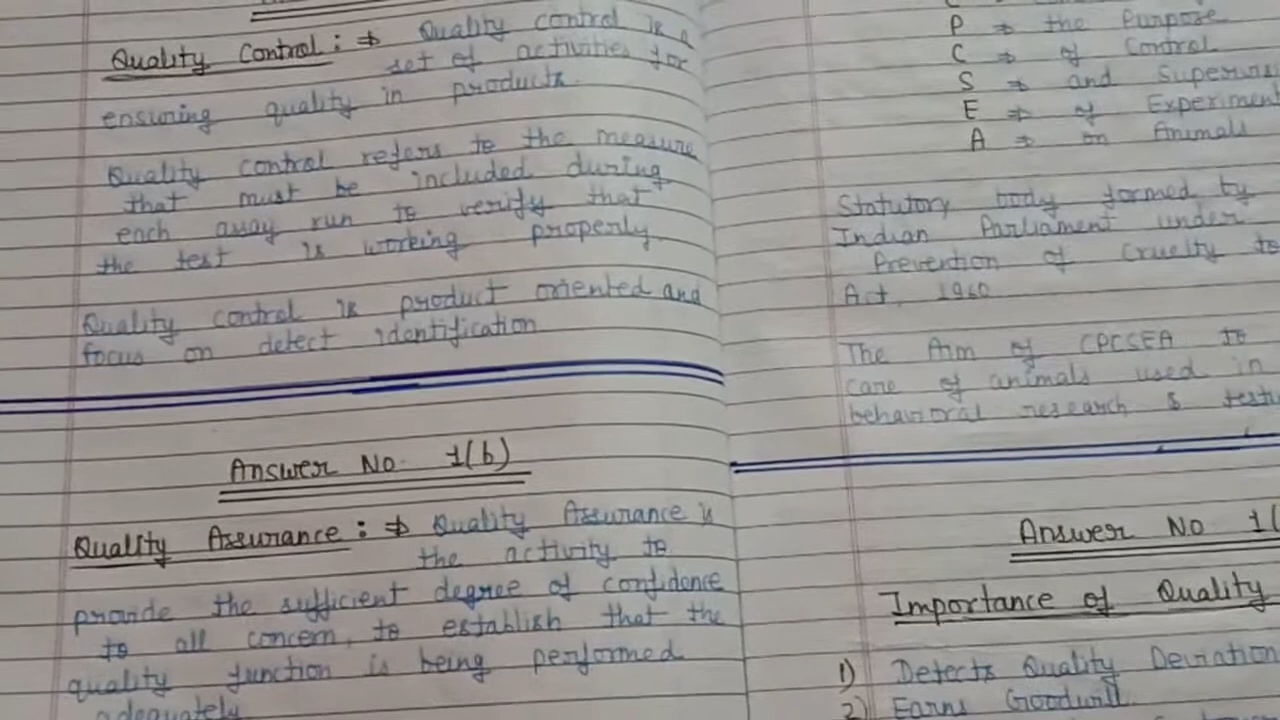 Quality Control : ⇒ Quality control is a
set of activities for
ensuring quality in products.
Quality control refers to the measure
that must be included during
each assay run to verify that
the test is working properly.
Quality control is product oriented and
focus on detect identification
Answer No. 1(b)
Quality Assurance : ⇒ Quality Assurance is
the activity to
provide the sufficient degree of confidence
to all concern, to establish that the
quality function is being performed
adequately
P ⇒ the Purpose
C ⇒ of Control
S ⇒ and
E ⇒ of Experiment
A ⇒ on Animals
Statutory body formed by
Indian Parliament under
Prevention of Cruelty to
Act, 1960
The Aim of CPCSEA to
care of animals used in
behavioral research &
Answer No 1(
Importance of Quality
1) Detects Quality Deviation
2) Earns Goodwill.